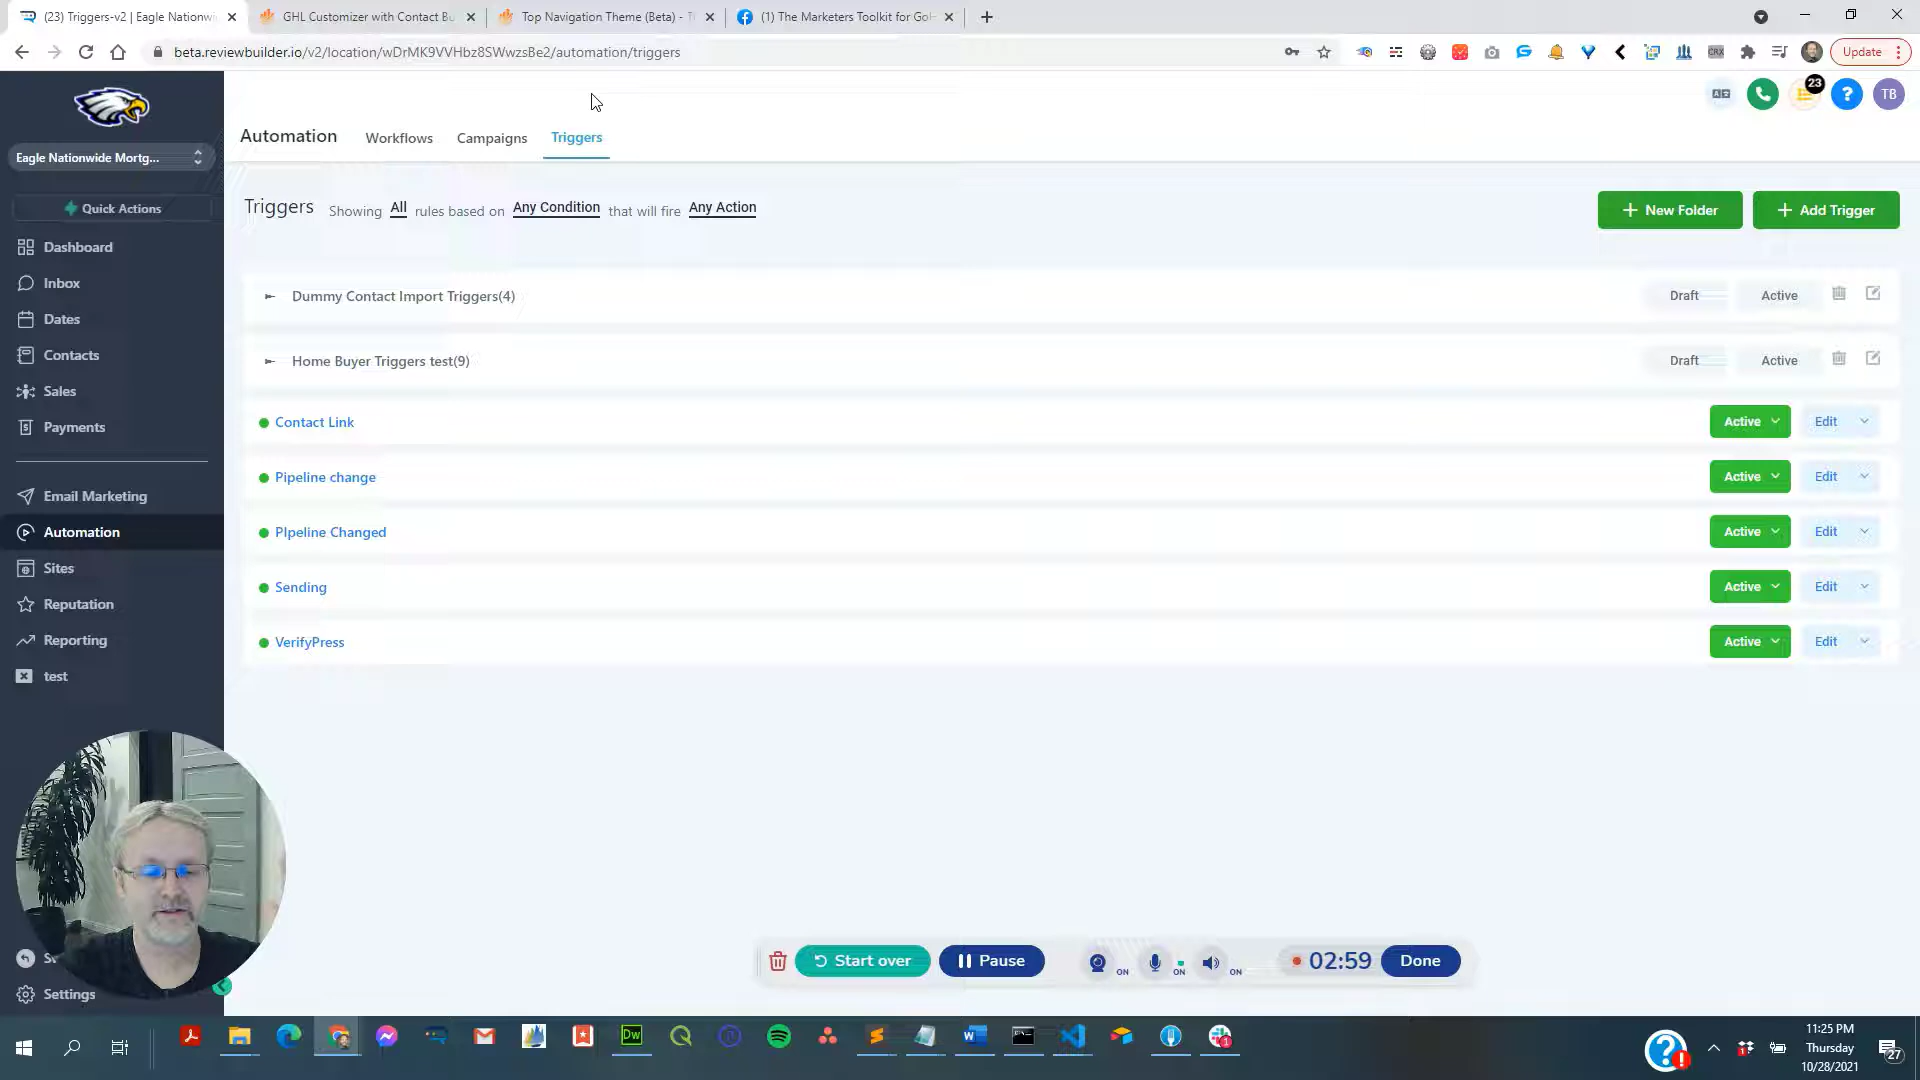 (23) Triggers-v2 | Eagle Nationwi
GHL Customizer with Contact Bu
Top Navigation Theme (Beta) - T
(1) The Marketers Toolkit for GoH
beta.reviewbuilder.io/v2/location/wDrMK9VVHbz8SWwzsBe2/automation/triggers
CRX
Update
23
TB
Automation
Workflows
Campaigns
Triggers
Eagle Nationwide Mortg...
Quick Actions
Dashboard
Inbox
Dates
Contacts
Sales
Payments
Email Marketing
Automation
Sites
Reputation
Reporting
test
Settings
Triggers Showing All rules based on Any Condition that will fire Any Action
New Folder
Add Trigger
Dummy Contact Import Triggers(4)
Draft
Active
Home Buyer Triggers test(9)
Draft
Active
Contact Link
Active
Edit
Pipeline change
Active
Edit
PIpeline Changed
Active
Edit
Sending
Active
Edit
VerifyPress
Active
Edit
Start over
Pause
ON
ON
ON
02:59
Done
Dw
11:25 PM
Thursday
10/28/2021
27